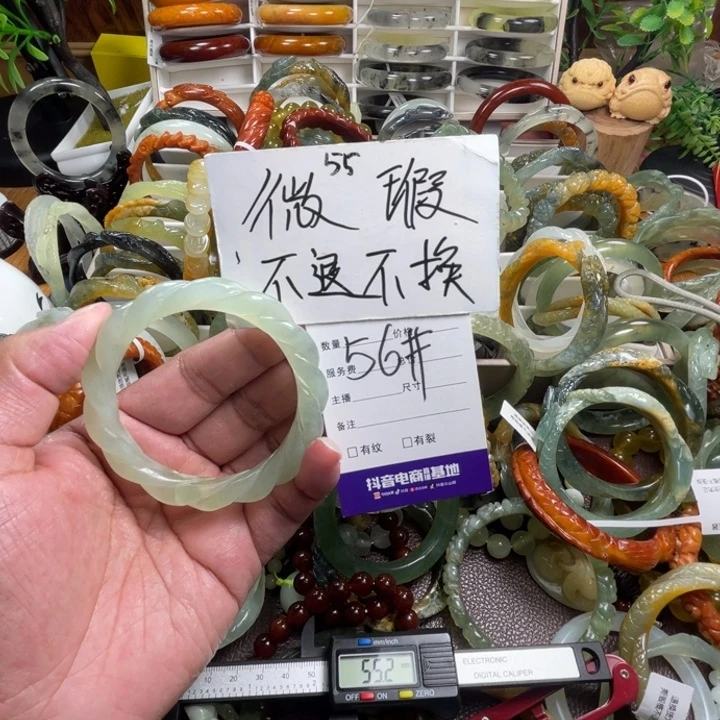 55
微瑕
不退不换
数量 价格
56#
服务费
主播 尺寸
备注
□有纹 □有裂
抖音电商 基地
mm/inch
55.2
OFF ON ZERO
ELECTRONIC
DIGITAL CALIPER